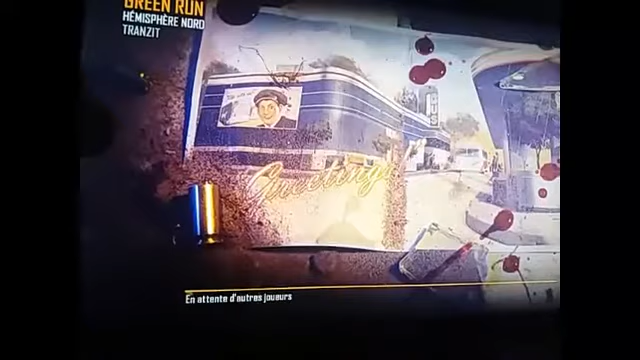 GREEN RUN
HÉMISPHÈRE NORD
TRANZIT
Greetings
En attente d'autres joueurs